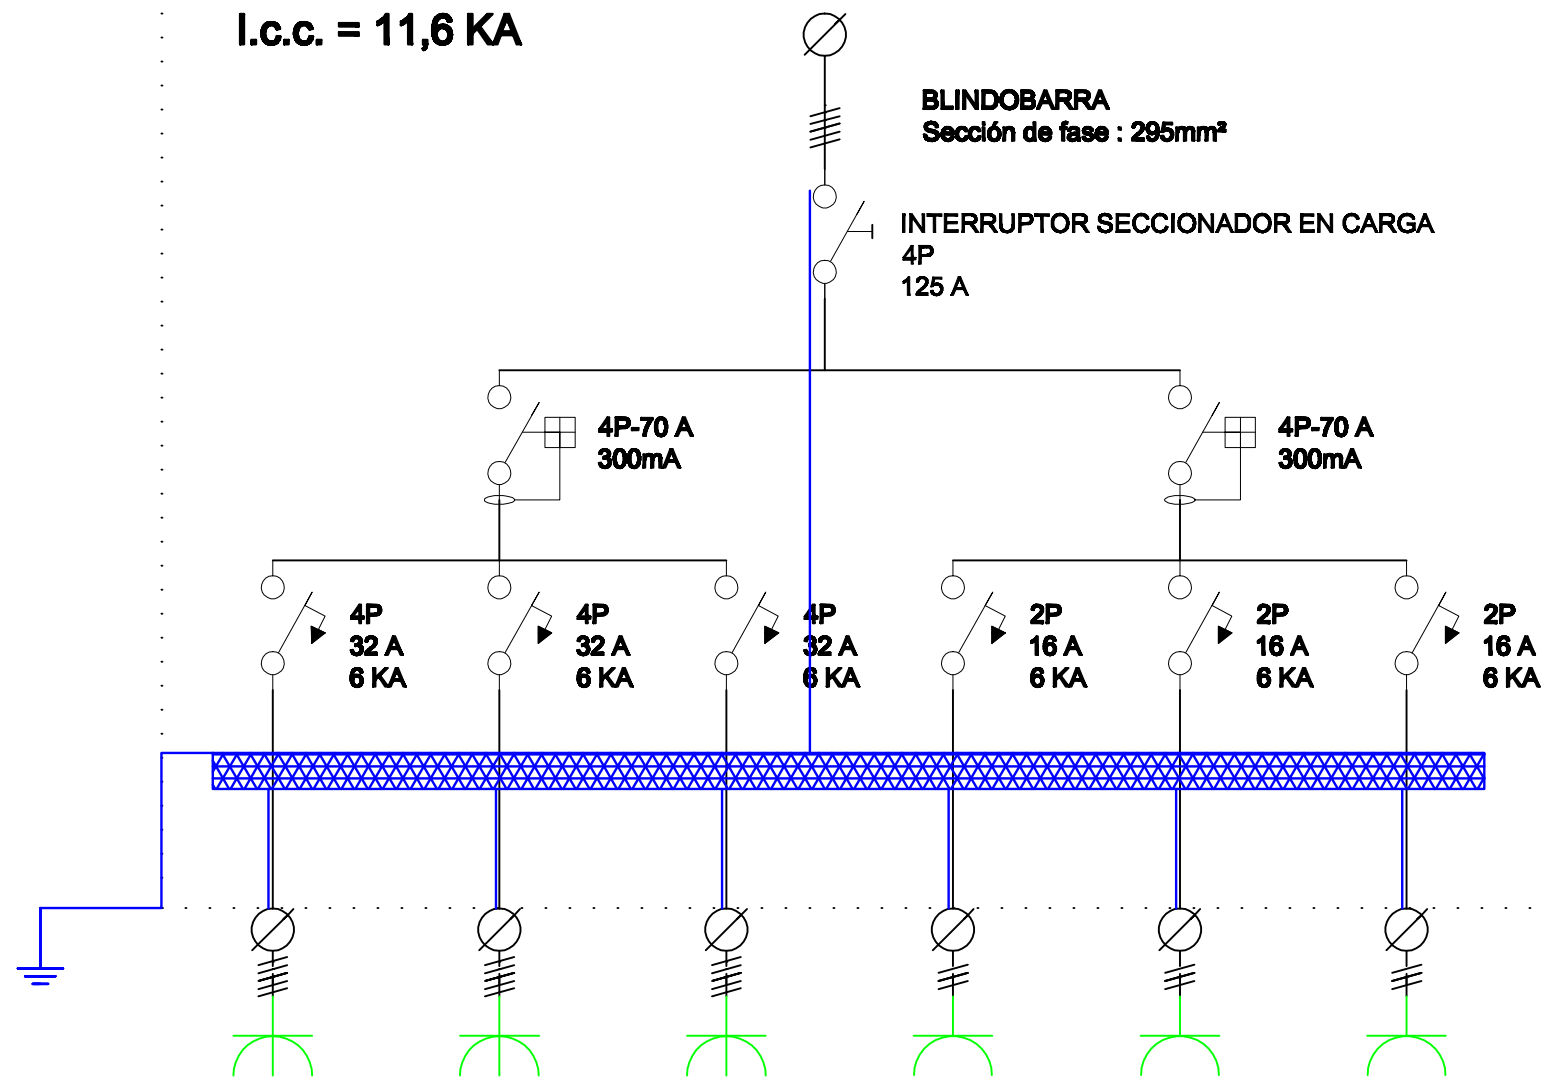 I.c.c. = 11,6 KA
BLINDOBARRA
Sección de fase : 295mm²
INTERRUPTOR SECCIONADOR EN CARGA
4P
125 A
4P-70 A
300mA
4P-70 A
300mA
4P
32 A
6 KA
4P
32 A
6 KA
4P
32 A
6 KA
2P
16 A
6 KA
2P
16 A
6 KA
2P
16 A
6 KA